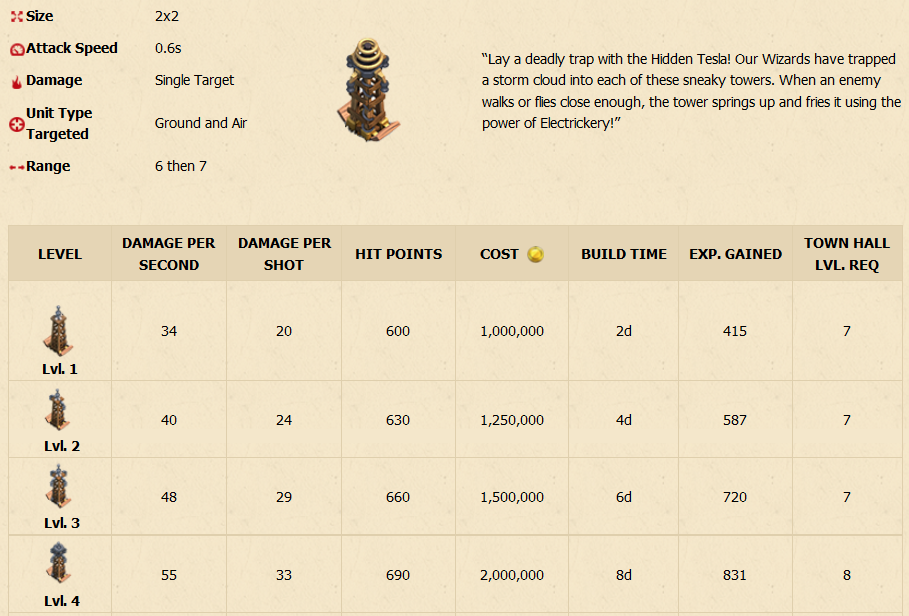 Size 2x2
Attack Speed 0.6s
Damage Single Target
Unit Type
Targeted Ground and Air
Range 6 then 7
“Lay a deadly trap with the Hidden Tesla! Our Wizards have trapped
a storm cloud into each of these sneaky towers. When an enemy
walks or flies close enough, the tower springs up and fries it using the
power of Electrickery!”
LEVEL DAMAGE PER SECOND DAMAGE PER SHOT HIT POINTS COST BUILD TIME EXP. GAINED TOWN HALL LVL. REQ
Lvl. 1 34 20 600 1,000,000 2d 415 7
Lvl. 2 40 24 630 1,250,000 4d 587 7
Lvl. 3 48 29 660 1,500,000 6d 720 7
Lvl. 4 55 33 690 2,000,000 8d 831 8